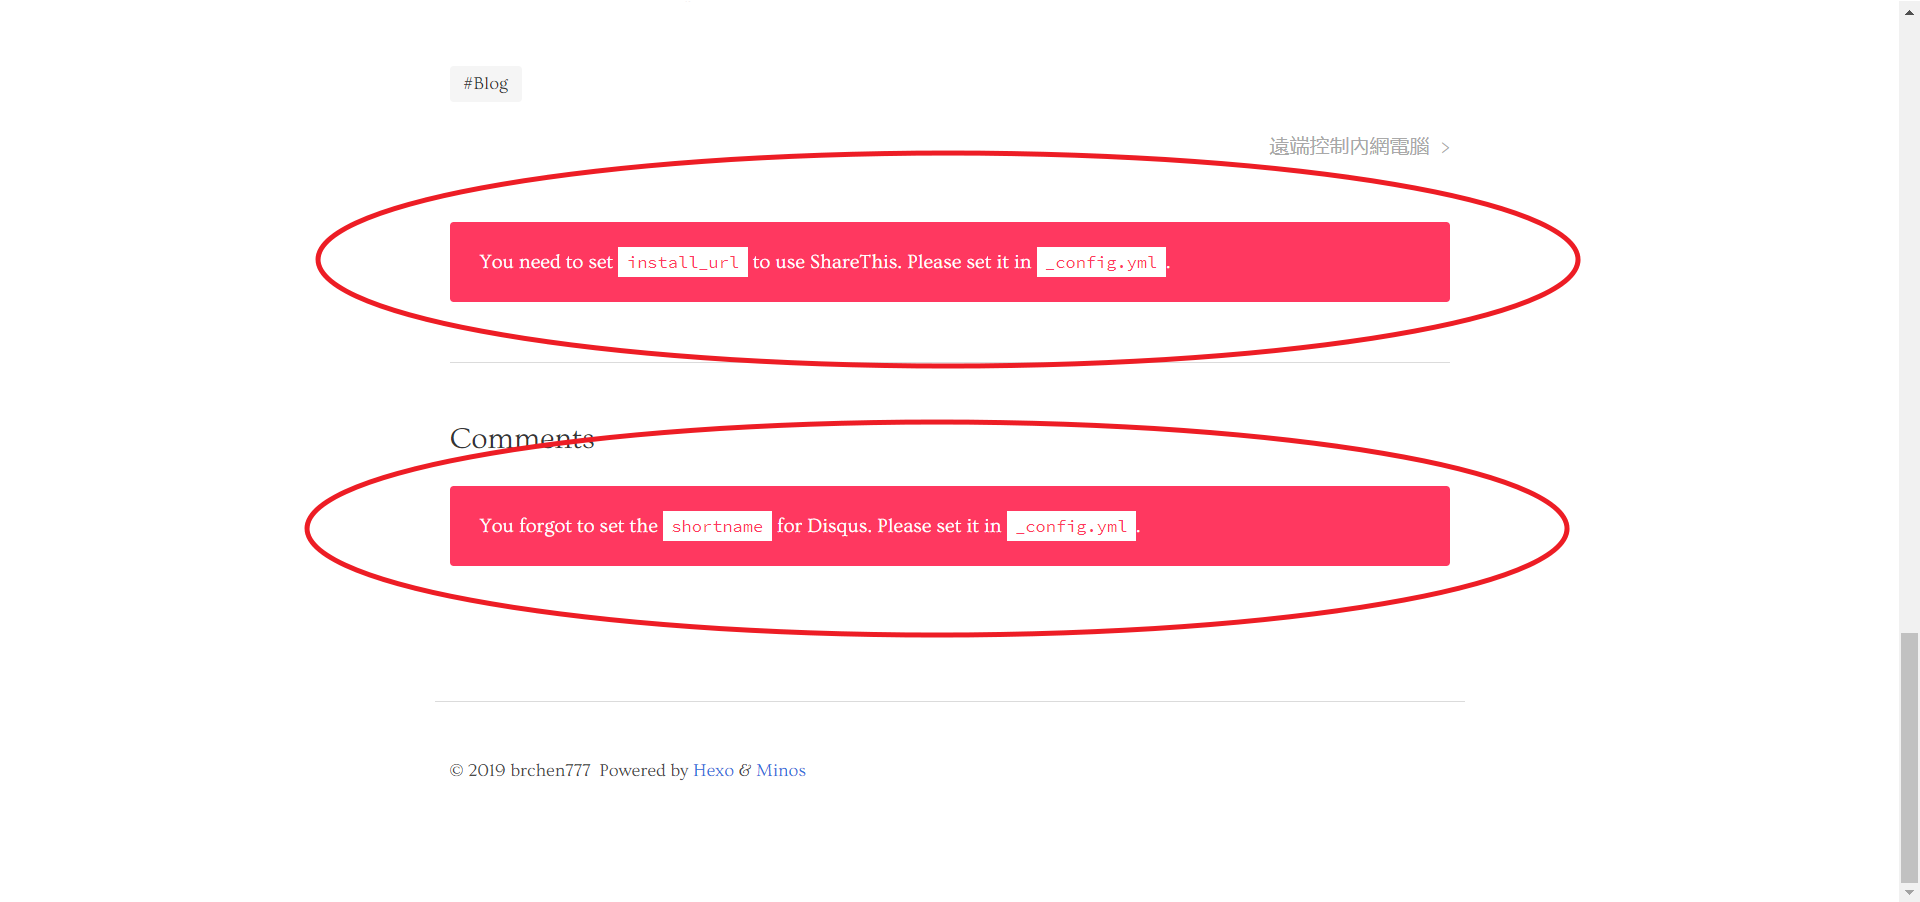 #Blog
遠端控制內網電腦 >
You need to set install_url to use ShareThis. Please set it in _config.yml.
Comments
You forgot to set the shortname for Disqus. Please set it in _config.yml.
© 2019 brchen777 Powered by Hexo & Minos